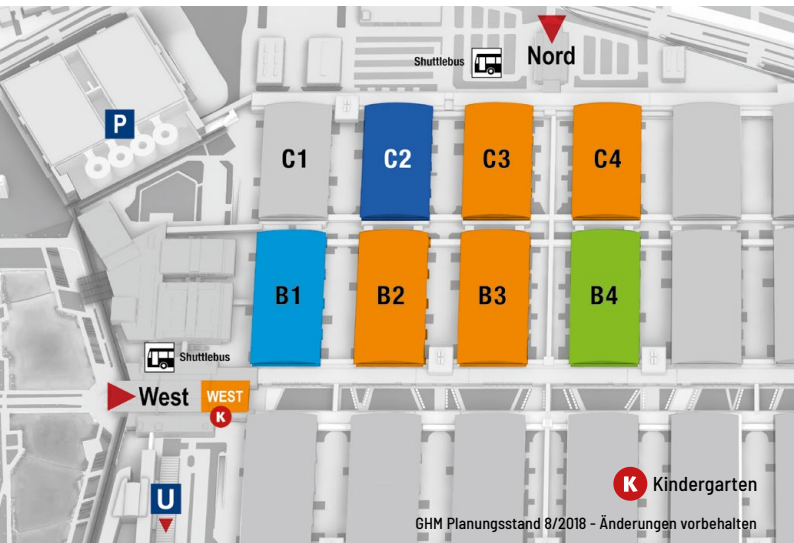 Shuttlebus
Nord
P
C1
C2
C3
C4
B1
B2
B3
B4
Shuttlebus
West
WEST
K
U
K Kindergarten
GHM Planungsstand 8/2018 - Änderungen vorbehalten